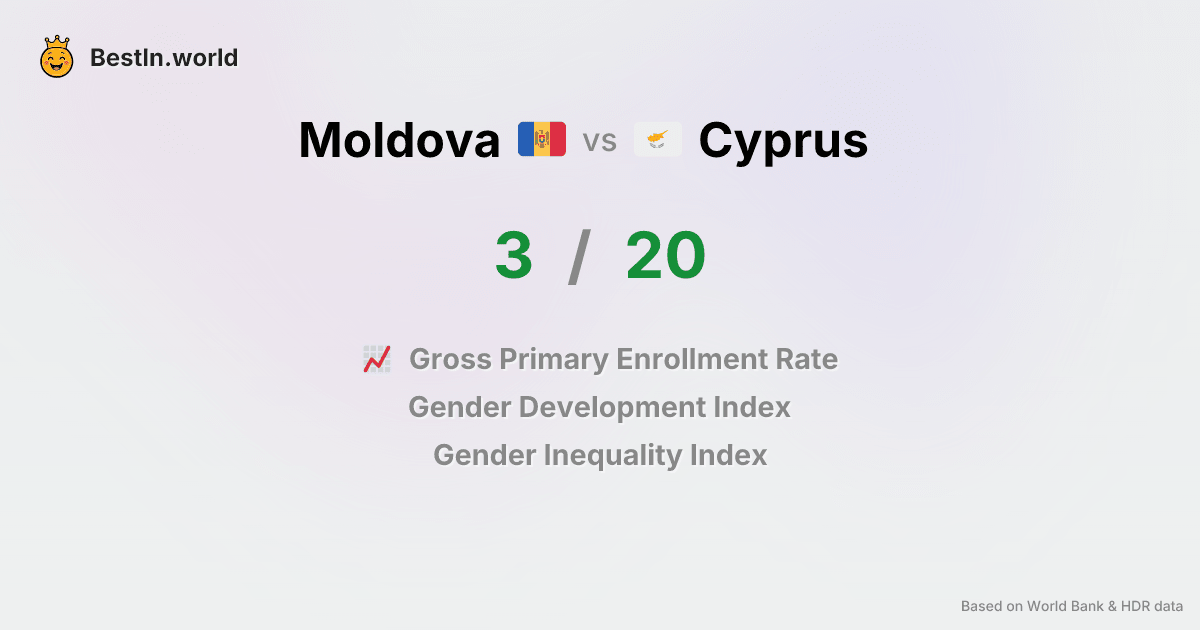 BestIn.world
Moldova vs Cyprus
3 / 20
Gross Primary Enrollment Rate
Gender Development Index
Gender Inequality Index
Based on World Bank & HDR data